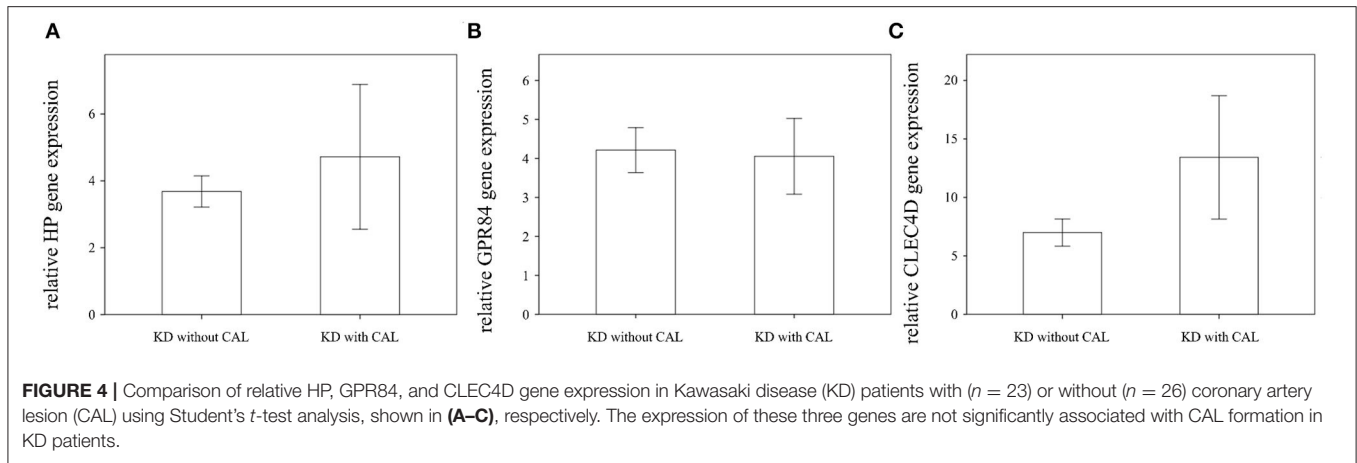 A
B
C
relative HP gene expression
6
4
2
0
KD without CAL
KD with CAL
relative GPR84 gene expression
6
5
4
3
2
1
0
KD without CAL
KD with CAL
relative CLEC4D gene expression
20
15
10
5
0
KD without CAL
KD with CAL
FIGURE 4 | Comparison of relative HP, GPR84, and CLEC4D gene expression in Kawasaki disease (KD) patients with (n = 23) or without (n = 26) coronary artery
lesion (CAL) using Student's t-test analysis, shown in (A–C), respectively. The expression of these three genes are not significantly associated with CAL formation in
KD patients.